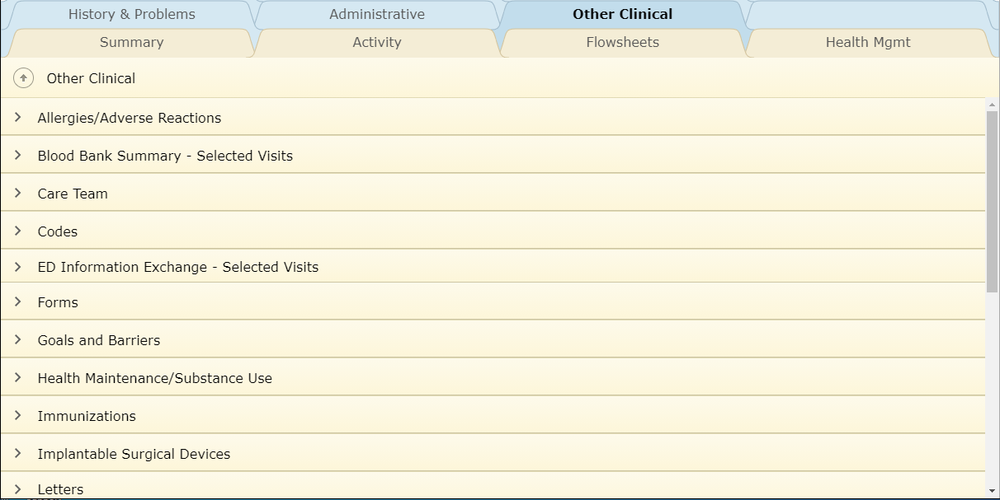 History & Problems
Administrative
Other Clinical
Summary
Activity
Flowsheets
Health Mgmt
Other Clinical
Allergies/Adverse Reactions
Blood Bank Summary - Selected Visits
Care Team
Codes
ED Information Exchange - Selected Visits
Forms
Goals and Barriers
Health Maintenance/Substance Use
Immunizations
Implantable Surgical Devices
Letters